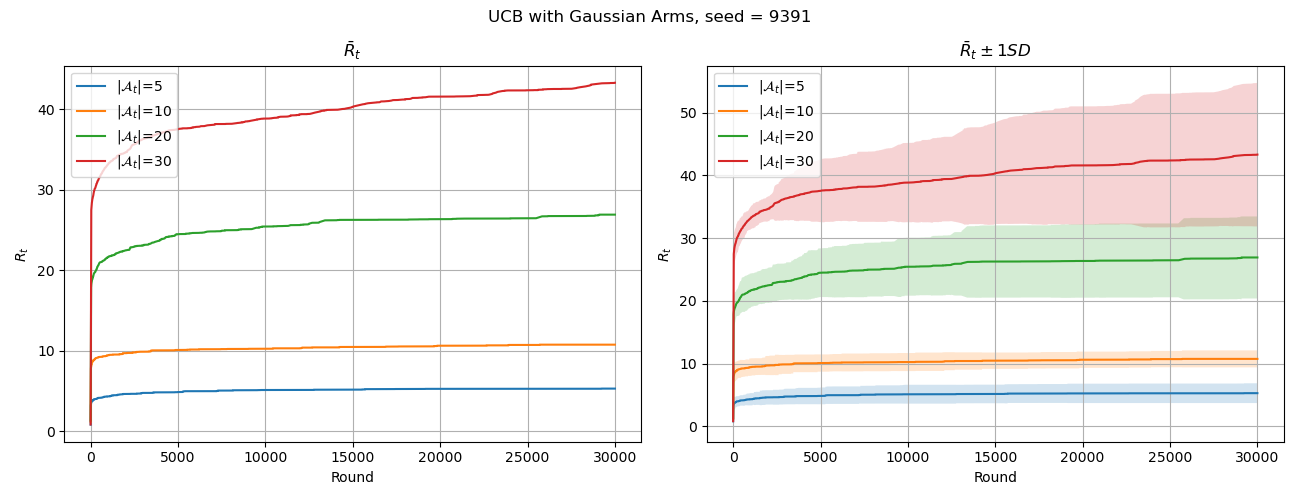 UCB with Gaussian Arms, seed = 9391
R̄ₜ
|𝒜ₜ|=5
|𝒜ₜ|=10
|𝒜ₜ|=20
|𝒜ₜ|=30
Rₜ
40
30
20
10
0
0 5000 10000 15000 20000 25000 30000
Round
R̄ₜ ± 1SD
|𝒜ₜ|=5
|𝒜ₜ|=10
|𝒜ₜ|=20
|𝒜ₜ|=30
Rₜ
50
40
30
20
10
0
0 5000 10000 15000 20000 25000 30000
Round